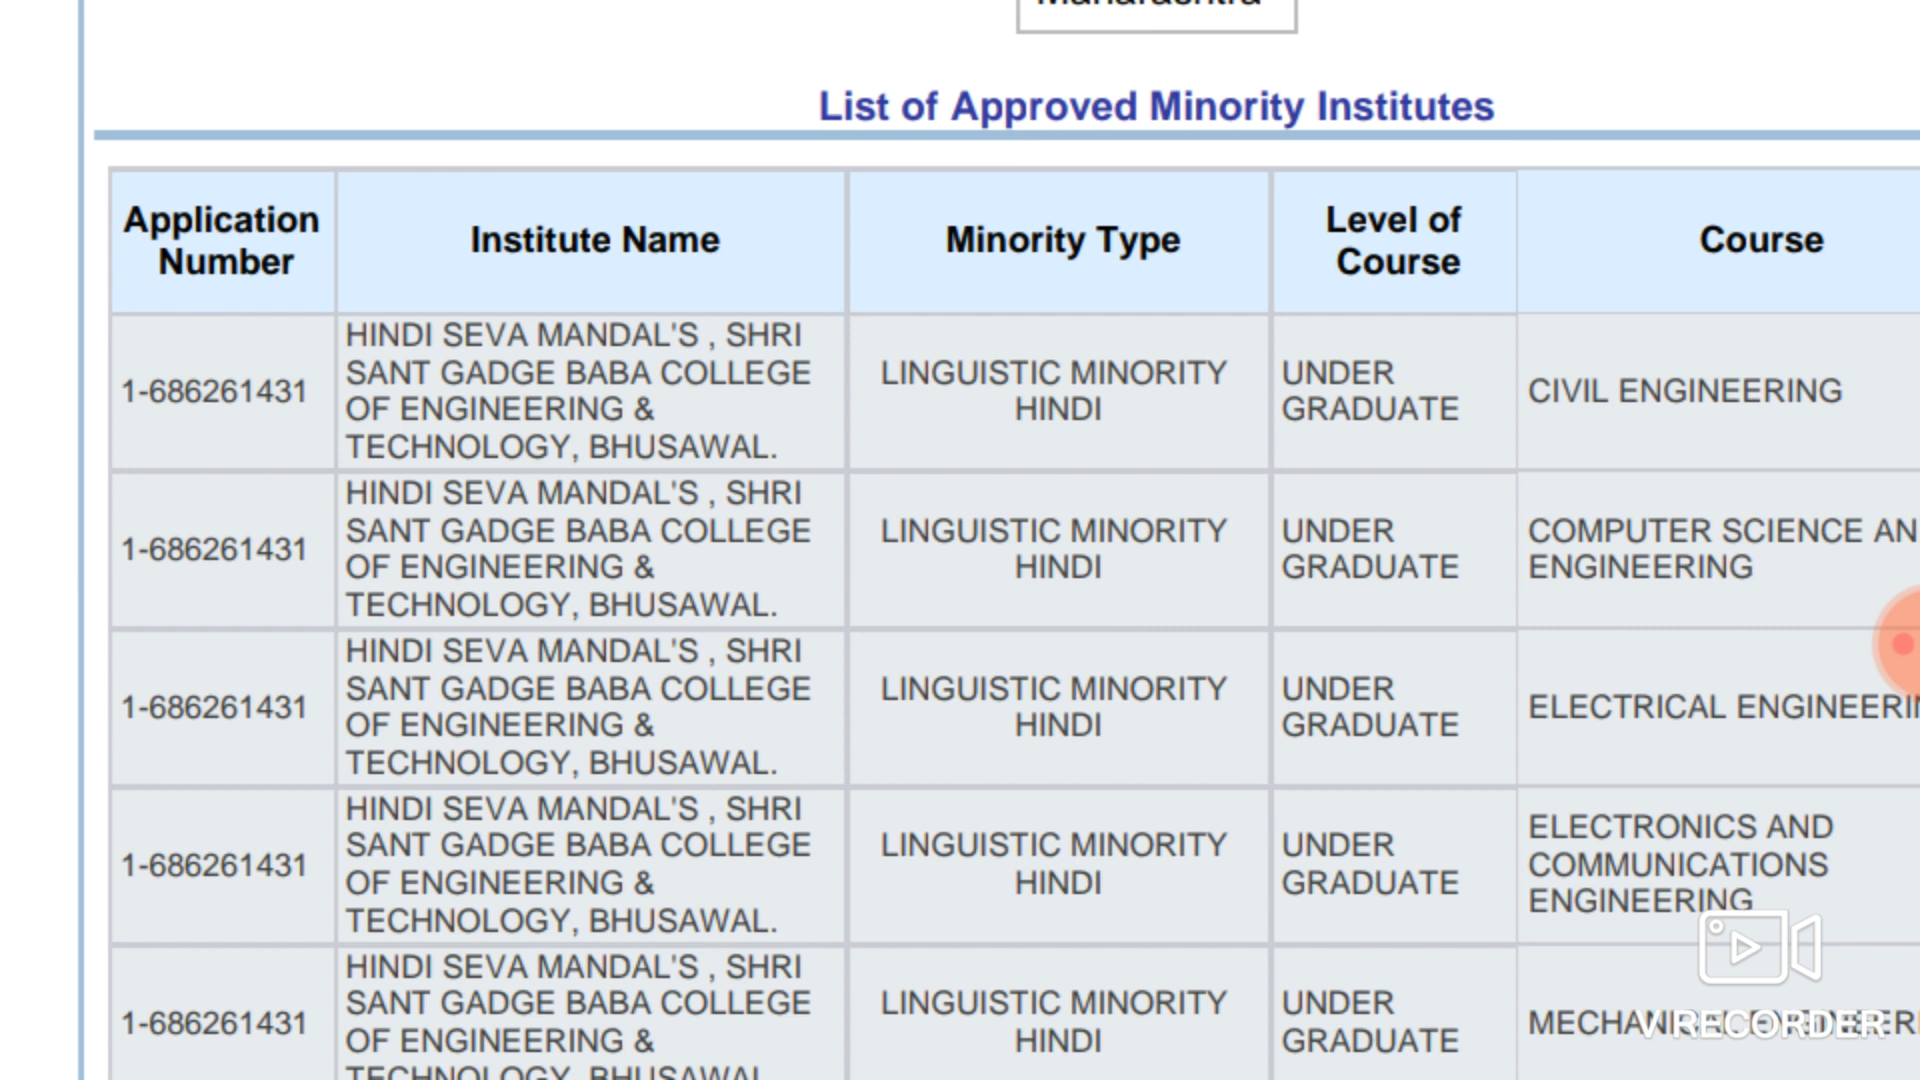 List of Approved Minority Institutes
Application
Number
Institute Name
Minority Type
Level of
Course
Course
1-686261431
HINDI SEVA MANDAL'S , SHRI
SANT GADGE BABA COLLEGE
OF ENGINEERING &
TECHNOLOGY, BHUSAWAL.
LINGUISTIC MINORITY
HINDI
UNDER
GRADUATE
CIVIL ENGINEERING
1-686261431
HINDI SEVA MANDAL'S , SHRI
SANT GADGE BABA COLLEGE
OF ENGINEERING &
TECHNOLOGY, BHUSAWAL.
LINGUISTIC MINORITY
HINDI
UNDER
GRADUATE
COMPUTER SCIENCE AN
ENGINEERING
1-686261431
HINDI SEVA MANDAL'S , SHRI
SANT GADGE BABA COLLEGE
OF ENGINEERING &
TECHNOLOGY, BHUSAWAL.
LINGUISTIC MINORITY
HINDI
UNDER
GRADUATE
ELECTRICAL ENGINEERIN
1-686261431
HINDI SEVA MANDAL'S , SHRI
SANT GADGE BABA COLLEGE
OF ENGINEERING &
TECHNOLOGY, BHUSAWAL.
LINGUISTIC MINORITY
HINDI
UNDER
GRADUATE
ELECTRONICS AND
COMMUNICATIONS
ENGINEERING
1-686261431
HINDI SEVA MANDAL'S , SHRI
SANT GADGE BABA COLLEGE
OF ENGINEERING &
TECHNOLOGY, BHUSAWAL.
LINGUISTIC MINORITY
HINDI
UNDER
GRADUATE
V RECORDER